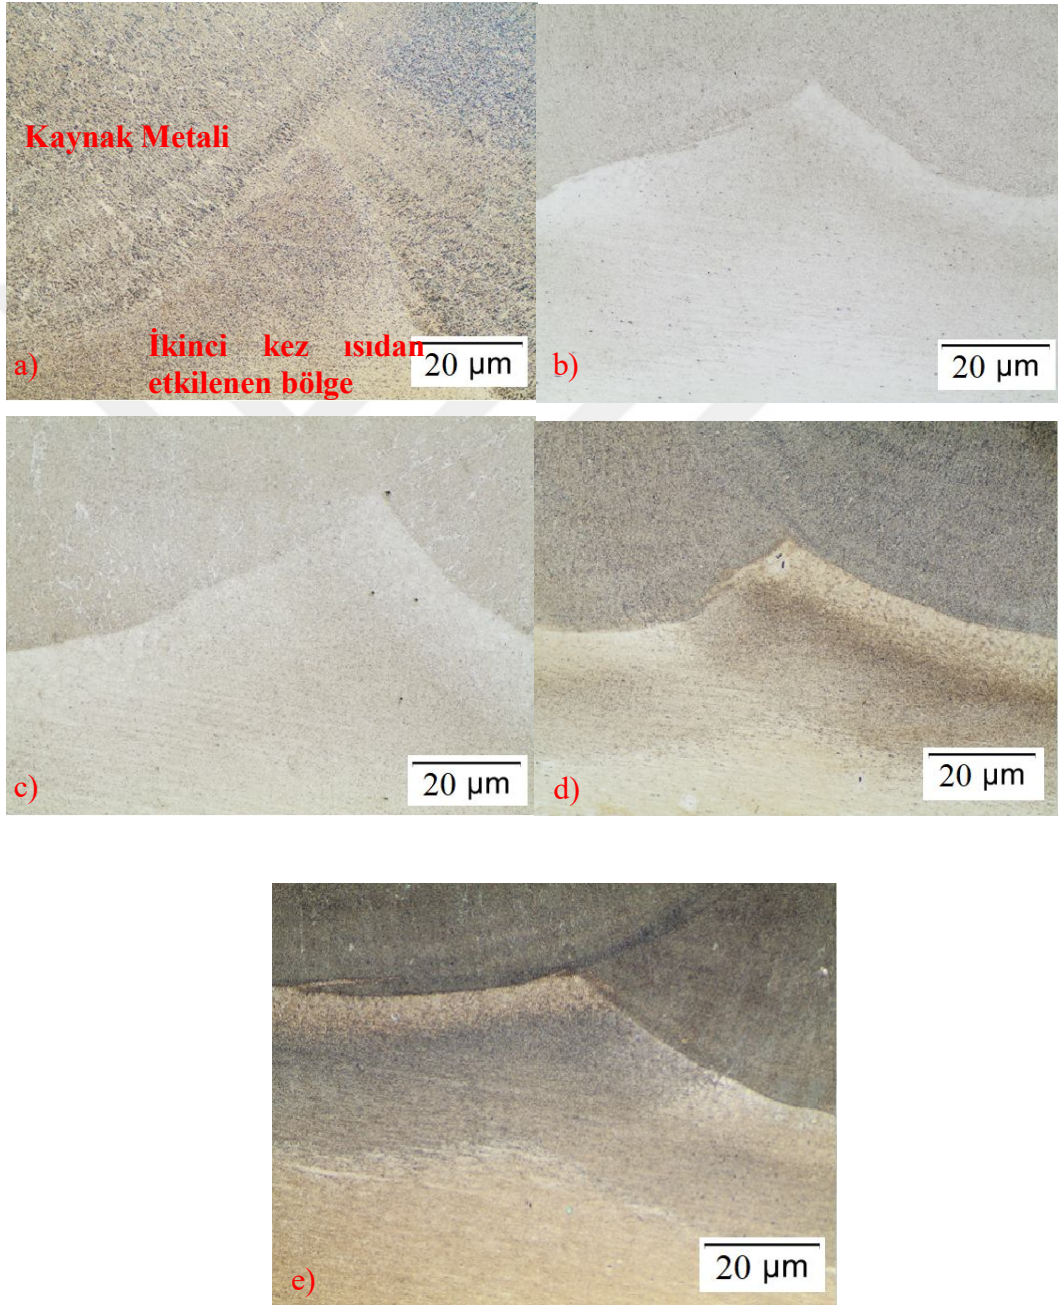 Kaynak Metali
İkinci kez ısıdan
etkilenen bölge
a)
20 µm
b)
20 µm
c)
20 µm
d)
20 µm
e)
20 µm